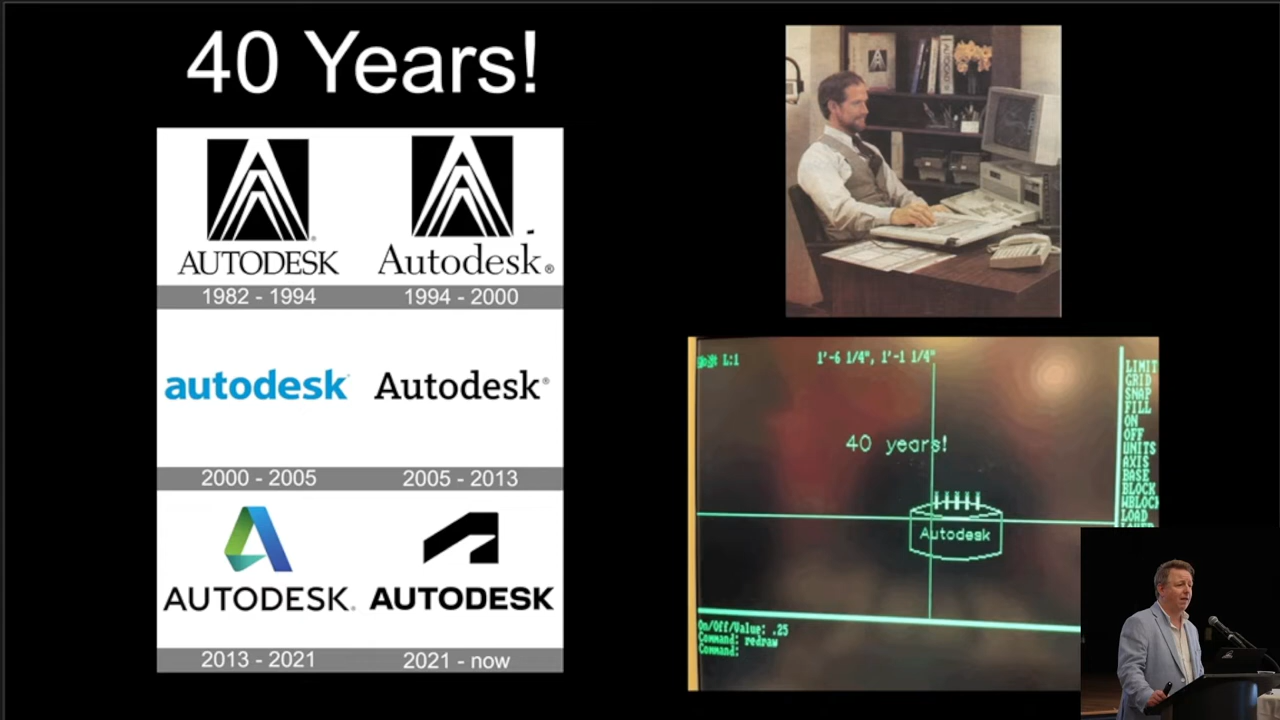 40 Years!
AUTODESK®
Autodesk®
1982 - 1994
1994 - 2000
autodesk
Autodesk®
2000 - 2005
2005 - 2013
AUTODESK.
AUTODESK
2013 - 2021
2021 - now
AUTOCAD
L:1
1'-6 1/4", 1'-1 1/4"
40 years!
Autodesk
LIMIT
GRID
SNAP
FILL
ON
OFF
UNITS
AXIS
BASE
BLOCK
WBLOCK
LOAD
On/Off/Value: .25
Command: redraw
Command: